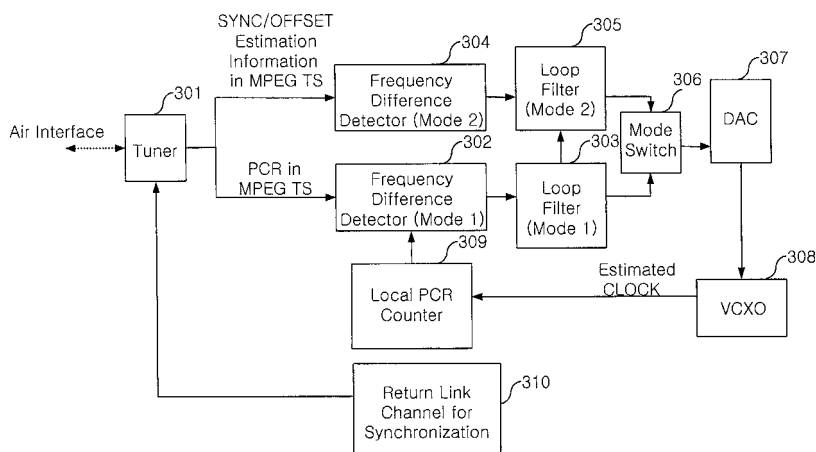 SYNC/OFFSET
Estimation
Information
in MPEG TS
304
Frequency
Difference
Detector (Mode 2)
305
Loop
Filter
(Mode 2)
306
Mode
Switch
307
DAC
301
Air Interface
Tuner
PCR in
MPEG TS
302
Frequency
Difference
Detector (Mode 1)
303
Loop
Filter
(Mode 1)
309
Local PCR
Counter
Estimated
CLOCK
308
VCXO
310
Return Link
Channel for
Synchronization